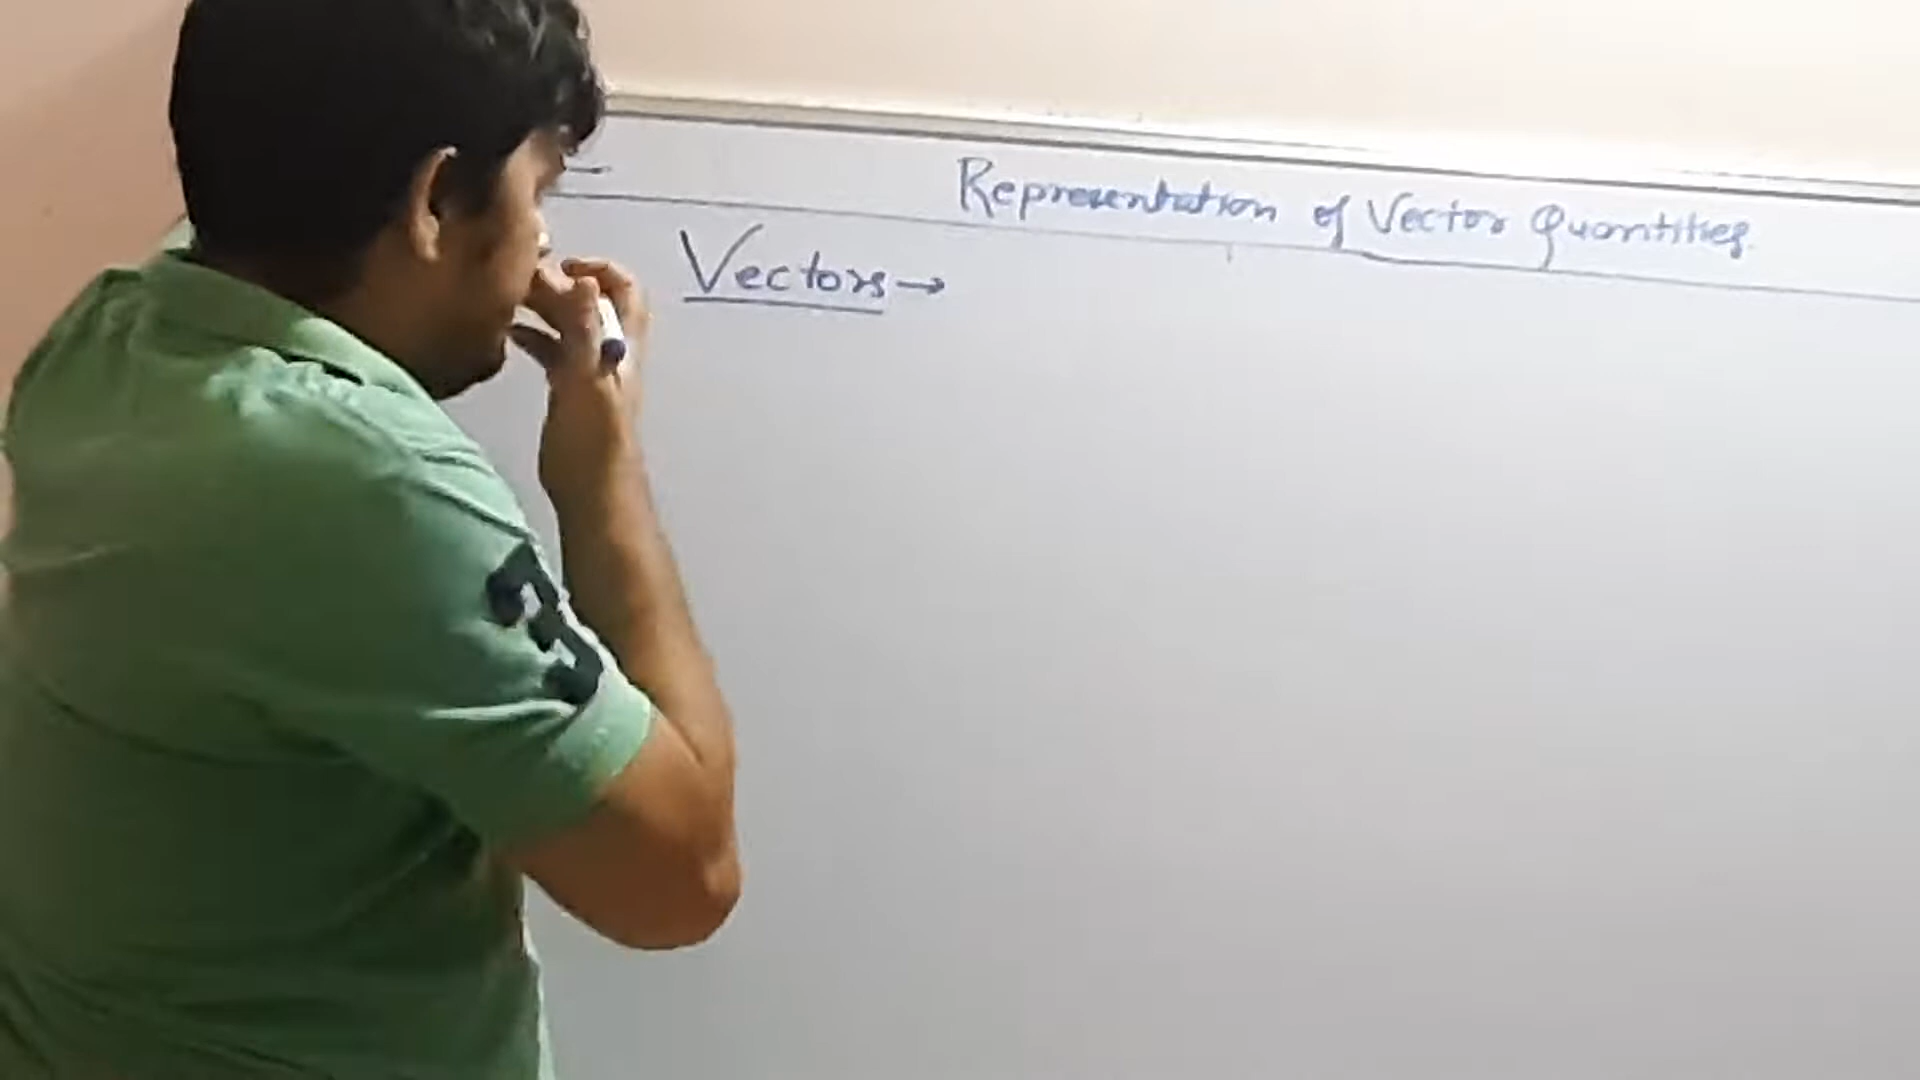 Representation of Vector Quantities.
Vectors →